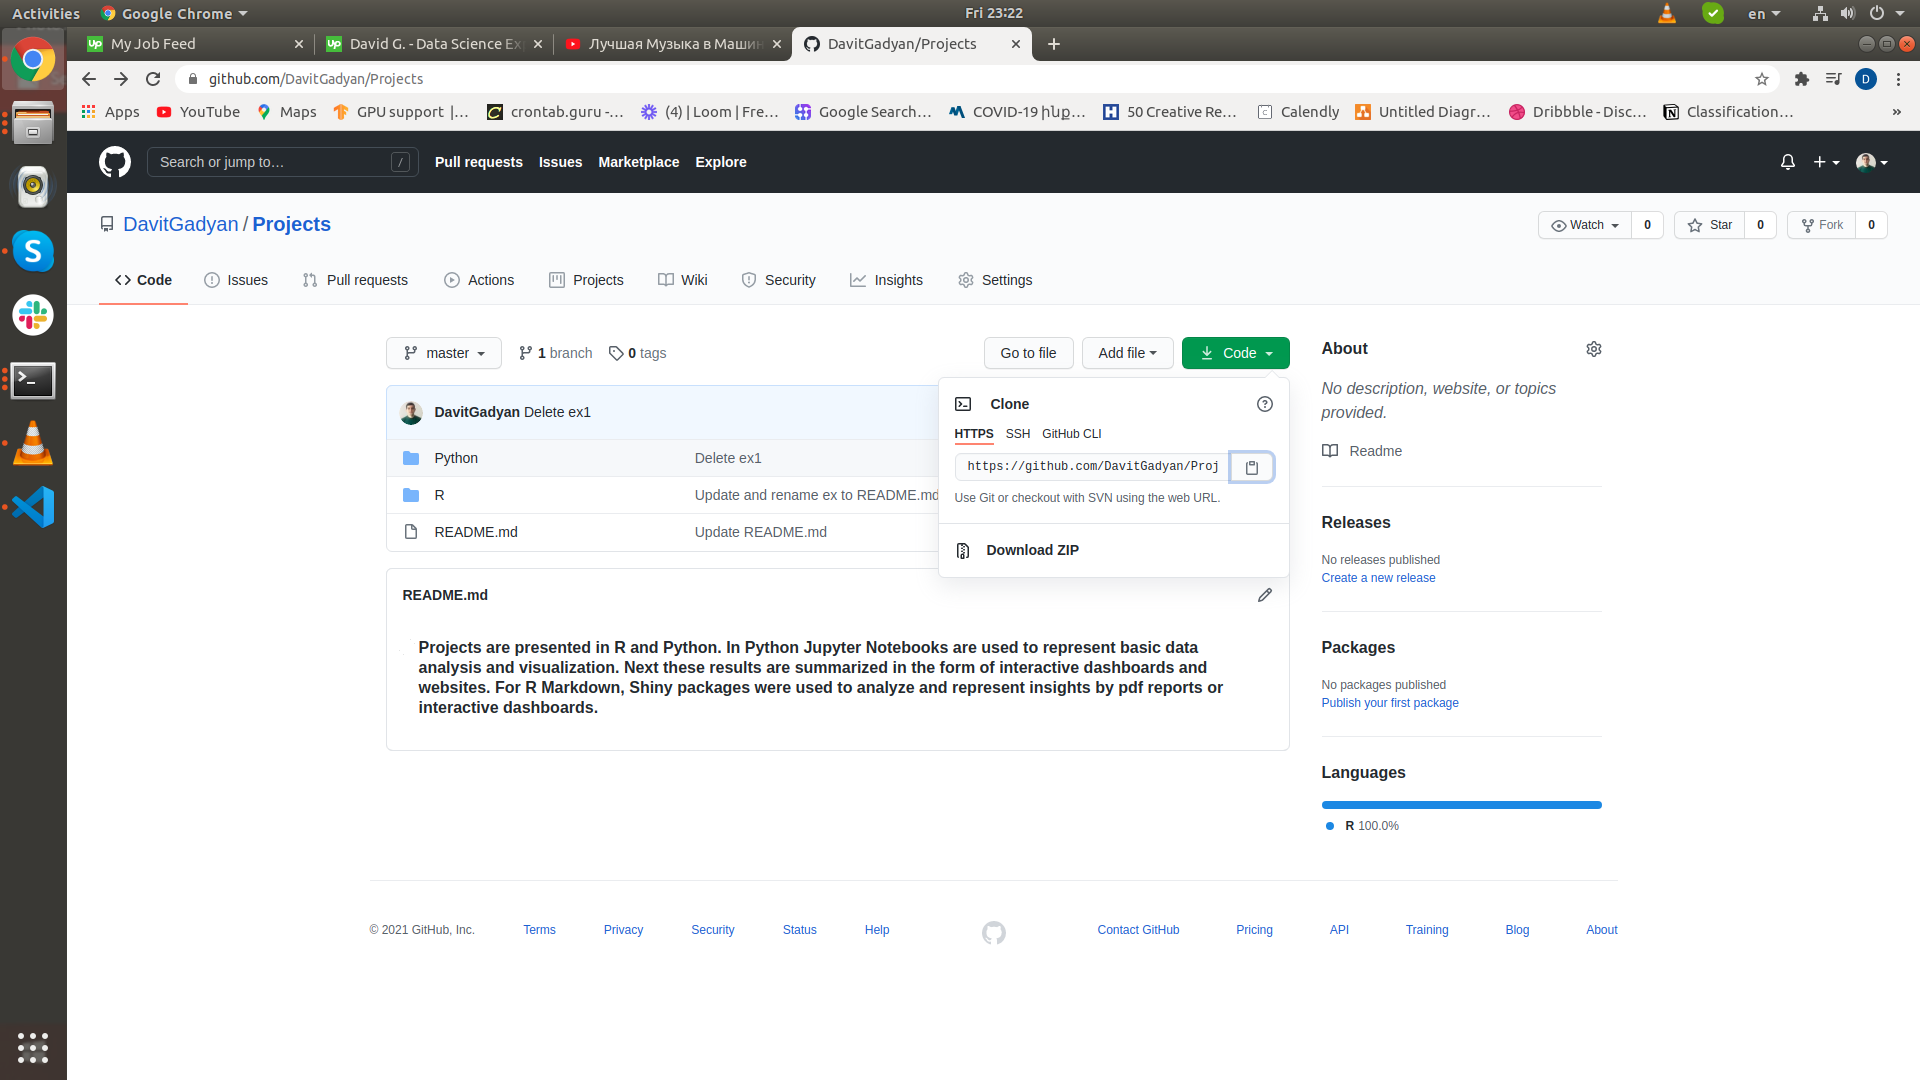 Activities Google Chrome Fri 23:22 en
My Job Feed David G. - Data Science Ex Лучшая Музыка в Машин DavitGadyan/Projects
github.com/DavitGadyan/Projects D
Apps YouTube Maps GPU support |… crontab.guru -… (4) | Loom | Fre… Google Search… COVID-19 ինք… 50 Creative Re… Calendly Untitled Diagr… Dribbble - Disc… Classification… »
Search or jump to… / Pull requests Issues Marketplace Explore
DavitGadyan / Projects Watch 0 Star 0 Fork 0
Code Issues Pull requests Actions Projects Wiki Security Insights Settings
master 1 branch 0 tags Go to file Add file Code
DavitGadyan Delete ex1
Python Delete ex1
R Update and rename ex to README.md
README.md Update README.md
Clone
HTTPS SSH GitHub CLI
https://github.com/DavitGadyan/Proj
Use Git or checkout with SVN using the web URL.
Download ZIP
README.md
Projects are presented in R and Python. In Python Jupyter Notebooks are used to represent basic data
analysis and visualization. Next these results are summarized in the form of interactive dashboards and
websites. For R Markdown, Shiny packages were used to analyze and represent insights by pdf reports or
interactive dashboards.
About
No description, website, or topics
provided.
Readme
Releases
No releases published
Create a new release
Packages
No packages published
Publish your first package
Languages
R 100.0%
© 2021 GitHub, Inc. Terms Privacy Security Status Help Contact GitHub Pricing API Training Blog About